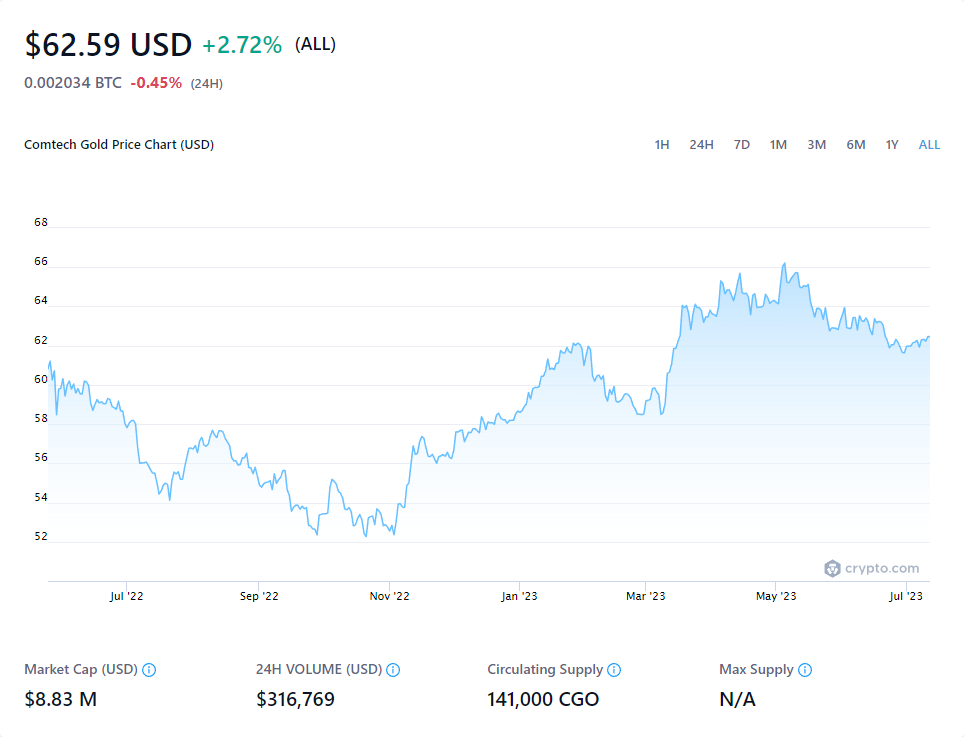 $62.59 USD +2.72% (ALL)
0.002034 BTC -0.45% (24H)
Comtech Gold Price Chart (USD) 1H 24H 7D 1M 3M 6M 1Y ALL
68
66
64
62
60
58
56
54
52
crypto.com
Jul '22 Sep '22 Nov '22 Jan '23 Mar '23 May '23 Jul '23
Market Cap (USD) 24H VOLUME (USD) Circulating Supply Max Supply
$8.83 M $316,769 141,000 CGO N/A